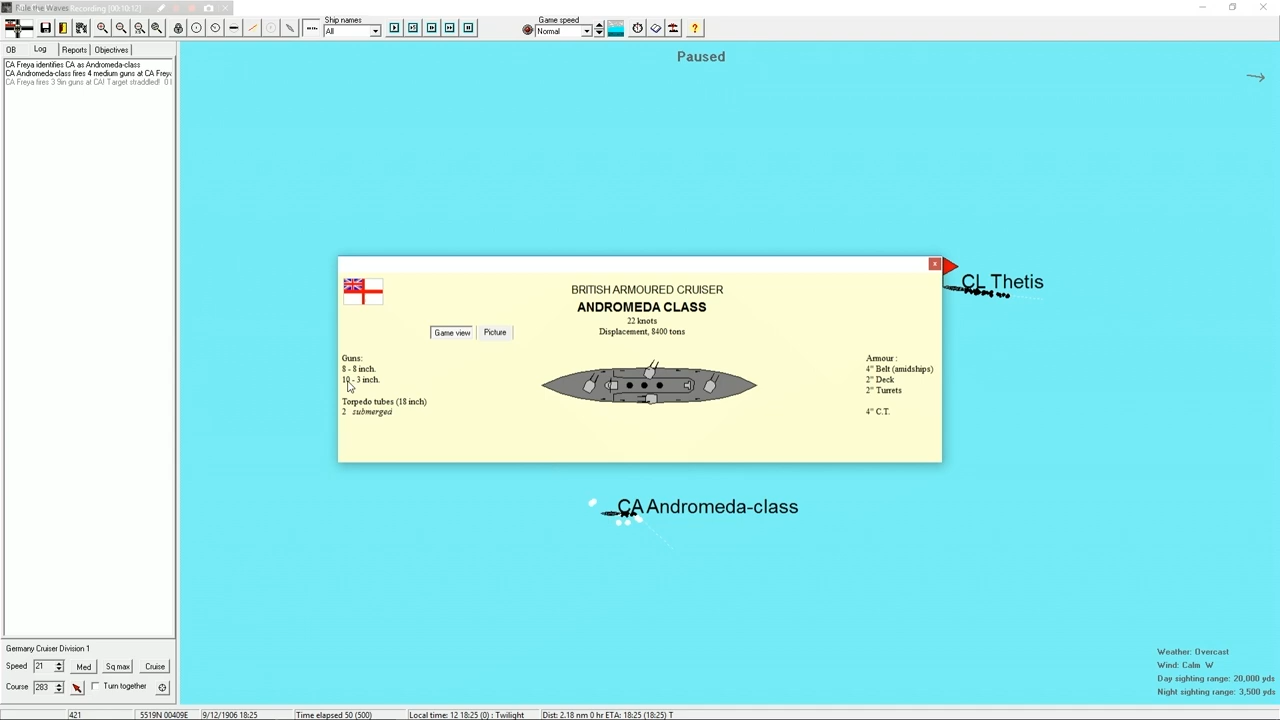 Rule the Waves
Recording [00:10:12]
Ship names
All
Game speed
Normal
OB
Log
Reports
Objectives
CA Freya identifies CA as Andromeda-class
CA Andromeda-class fires 4 medium guns at CA Freya
CA Freya fires 3 9in guns at CA! Target straddled! 0
Paused
BRITISH ARMOURED CRUISER
ANDROMEDA CLASS
22 knots
Displacement, 8400 tons
Game view
Picture
Guns:
8 - 8 inch.
10 - 3 inch.
Torpedo tubes (18 inch)
2 submerged
Armour :
4" Belt (amidships)
2" Deck
2" Turrets
4" C.T.
CL Thetis
CA Andromeda-class
Germany Cruiser Division 1
Speed 21 Med Sq max Cruise
Course 283 Turn together
Weather: Overcast
Wind: Calm W
Day sighting range: 20,000 yds
Night sighting range: 3,500 yds
421 5519N 00409E 9/12/1906 18:25 Time elapsed 50 (500) Local time: 12 18:25 (0) : Twilight Dist: 2.18 nm 0 hr ETA: 18:25 (18:25) T